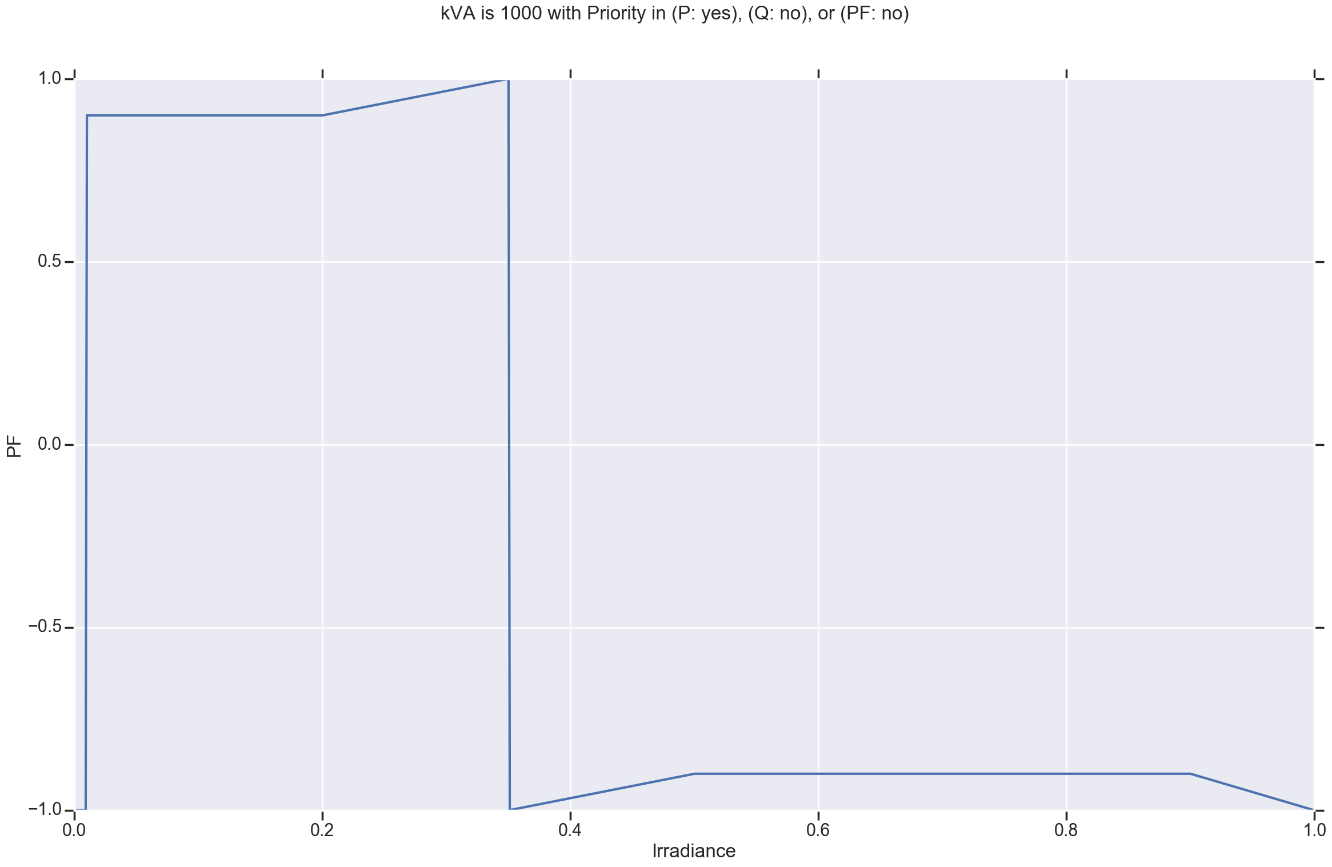 kVA is 1000 with Priority in (P: yes), (Q: no), or (PF: no)
1.0
0.5
0.0
−0.5
−1.0
PF
0.0 0.2 0.4 0.6 0.8 1.0
Irradiance